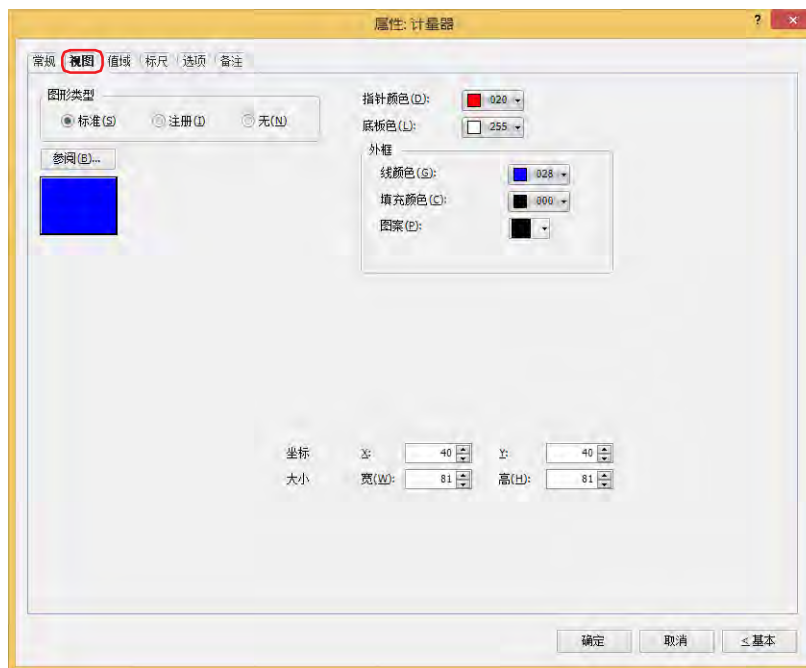 属性: 计量器
?
常规 视图 值域 标尺 选项 备注
图形类型
标准(S) 注册(I) 无(N)
参阅(B)...
指针颜色(D): 020
底板色(L): 255
外框
线颜色(G): 028
填充颜色(C): 000
图案(P):
坐标 X: 40 Y: 40
大小 宽(W): 81 高(H): 81
确定 取消 ≤基本